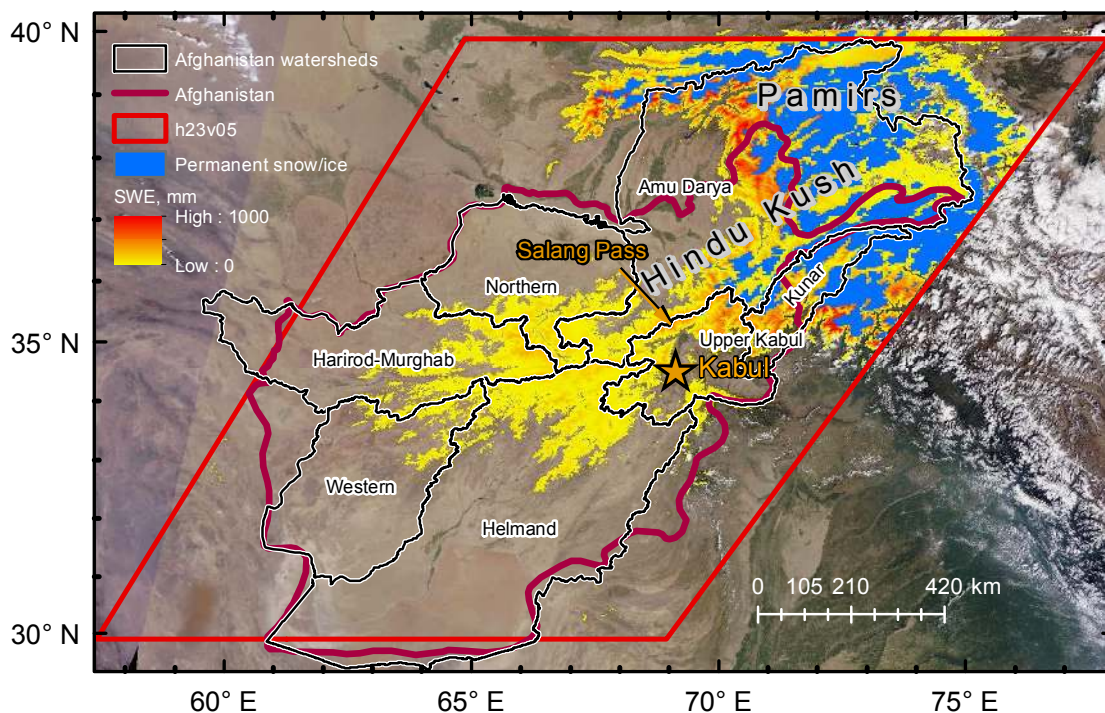 40° N
35° N
30° N
Afghanistan watersheds
Afghanistan
h23v05
Permanent snow/ice
SWE, mm
High : 1000
Low : 0
Pamirs
Amu Darya
Hindu Kush
Salang Pass
Northern
Kunar
Harirod-Murghab
Upper Kabul
Kabul
Western
Helmand
0 105 210 420 km
60° E 65° E 70° E 75° E